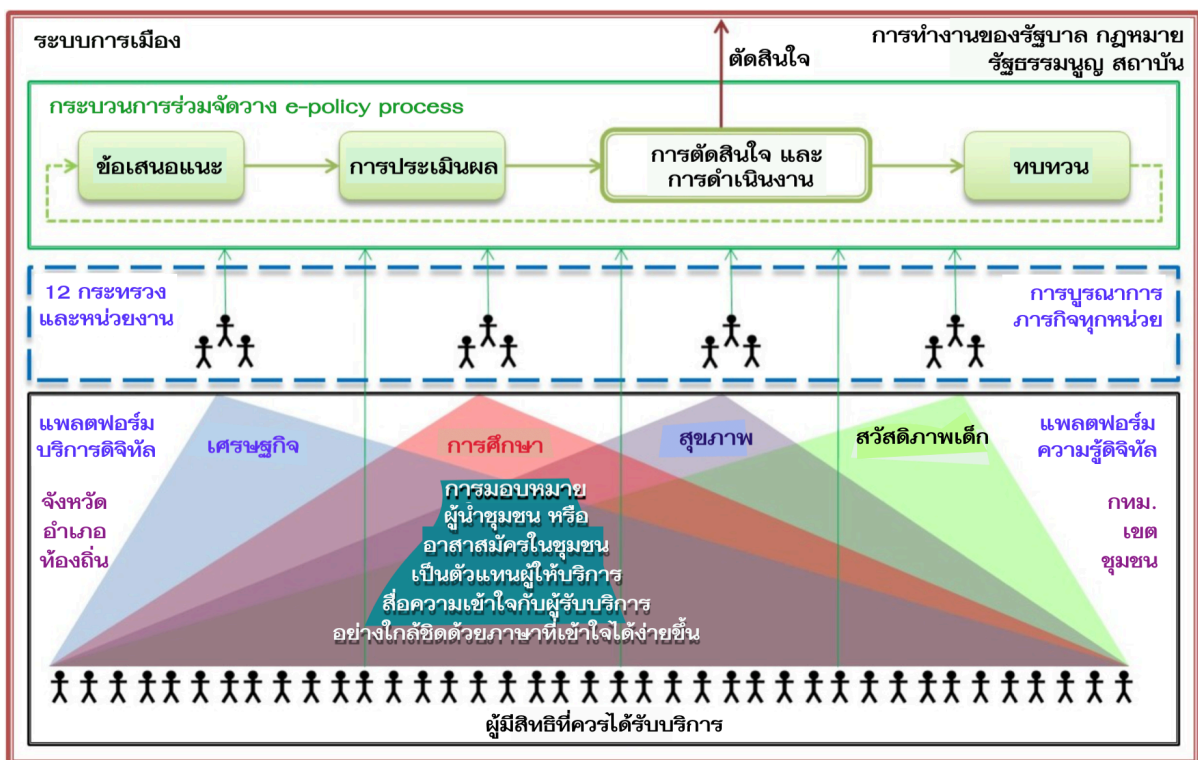 ระบบการเมือง
การทำงานของรัฐบาล กฎหมาย
รัฐธรรมนูญ สถาบัน
ตัดสินใจ
กระบวนการร่วมจัดวาง e-policy process
ข้อเสนอแนะ
การประเมินผล
การตัดสินใจ และ
การดำเนินงาน
ทบทวน
12 กระทรวง
และหน่วยงาน
การบูรณาการ
ภารกิจทุกหน่วย
แพลตฟอร์ม
บริการดิจิทัล
เศรษฐกิจ
การศึกษา
สุขภาพ
สวัสดิภาพเด็ก
แพลตฟอร์ม
ความรู้ดิจิทัล
จังหวัด
อำเภอ
ท้องถิ่น
การมอบหมาย
ผู้นำชุมชน หรือ
อาสาสมัครในชุมชน
เป็นตัวแทนผู้ให้บริการ
สื่อความเข้าใจกับผู้รับบริการ
อย่างใกล้ชิดด้วยภาษาที่เข้าใจได้ง่ายขึ้น
กทม.
เขต
ชุมชน
ผู้มีสิทธิที่ควรได้รับบริการ